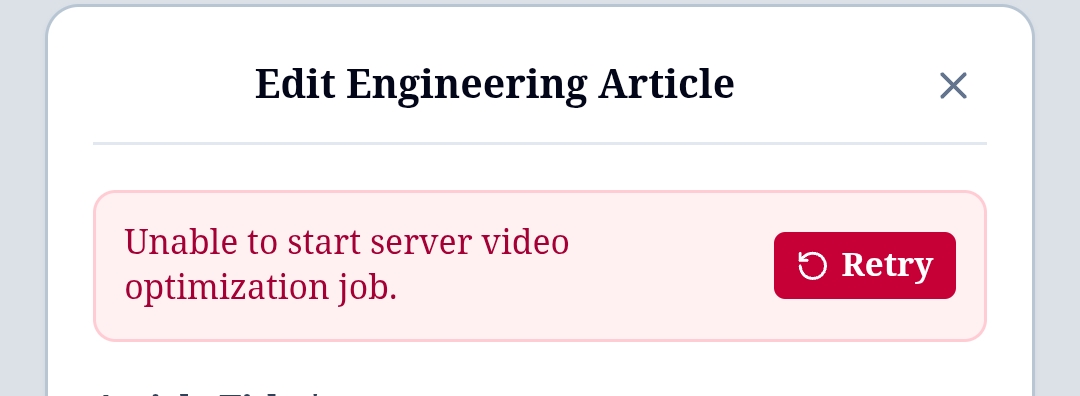 Edit Engineering Article
Unable to start server video
optimization job.
Retry